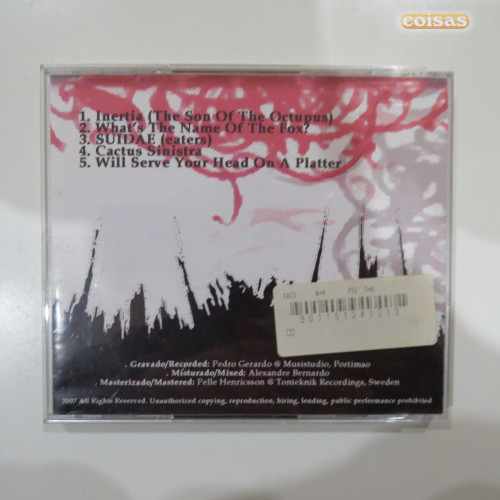 coisas
1. Inertia (The Son Of The Octupus)
2. What's The Name Of The Fox?
3. SUIDAE (eaters)
4. Cactus Sinistra
5. Will Serve Your Head On A Platter
. Gravado/Recorded: Pedro Gerardo @ Musistudio, Portimao
. Misturado/Mixed: Alexandre Bernardo
. Masterizado/Mastered: Pelle Henricsson @ Tonteknik Recordings, Sweden
2007 All Rights Reserved. Unauthorized copying, reproduction, hiring, lending, public performance prohibited